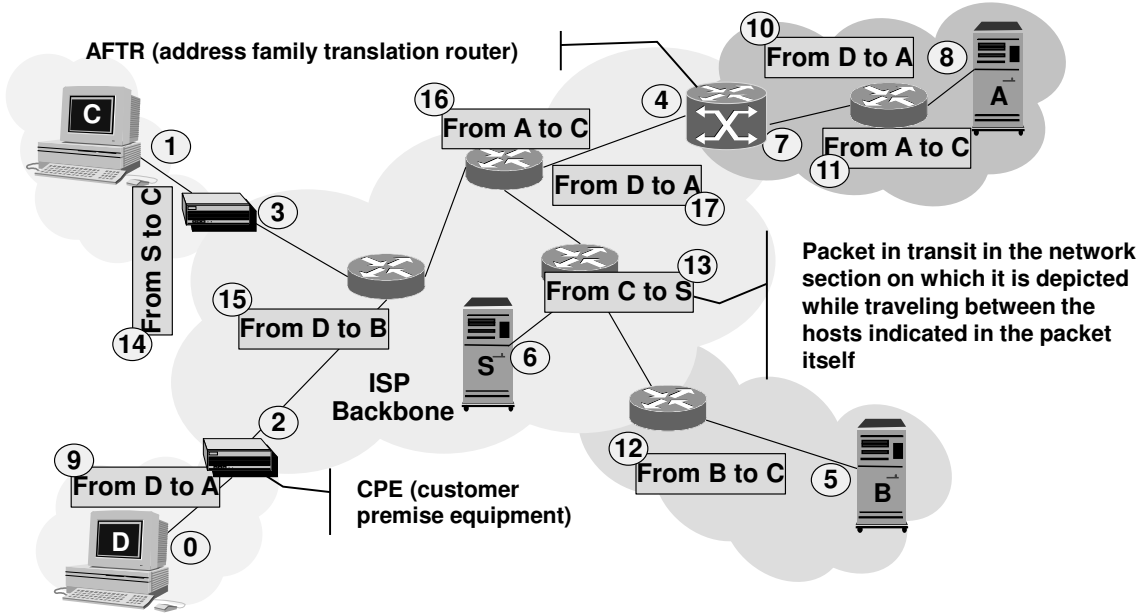 AFTR (address family translation router)
10
From D to A
8
A
16
From A to C
4
7
From A to C
11
C
1
From D to A
17
3
From S to C
14
13
From C to S
Packet in transit in the network
section on which it is depicted
while traveling between the
hosts indicated in the packet
itself
15
From D to B
S
6
ISP
Backbone
2
12
From B to C
5
B
9
From D to A
CPE (customer
premise equipment)
D
0